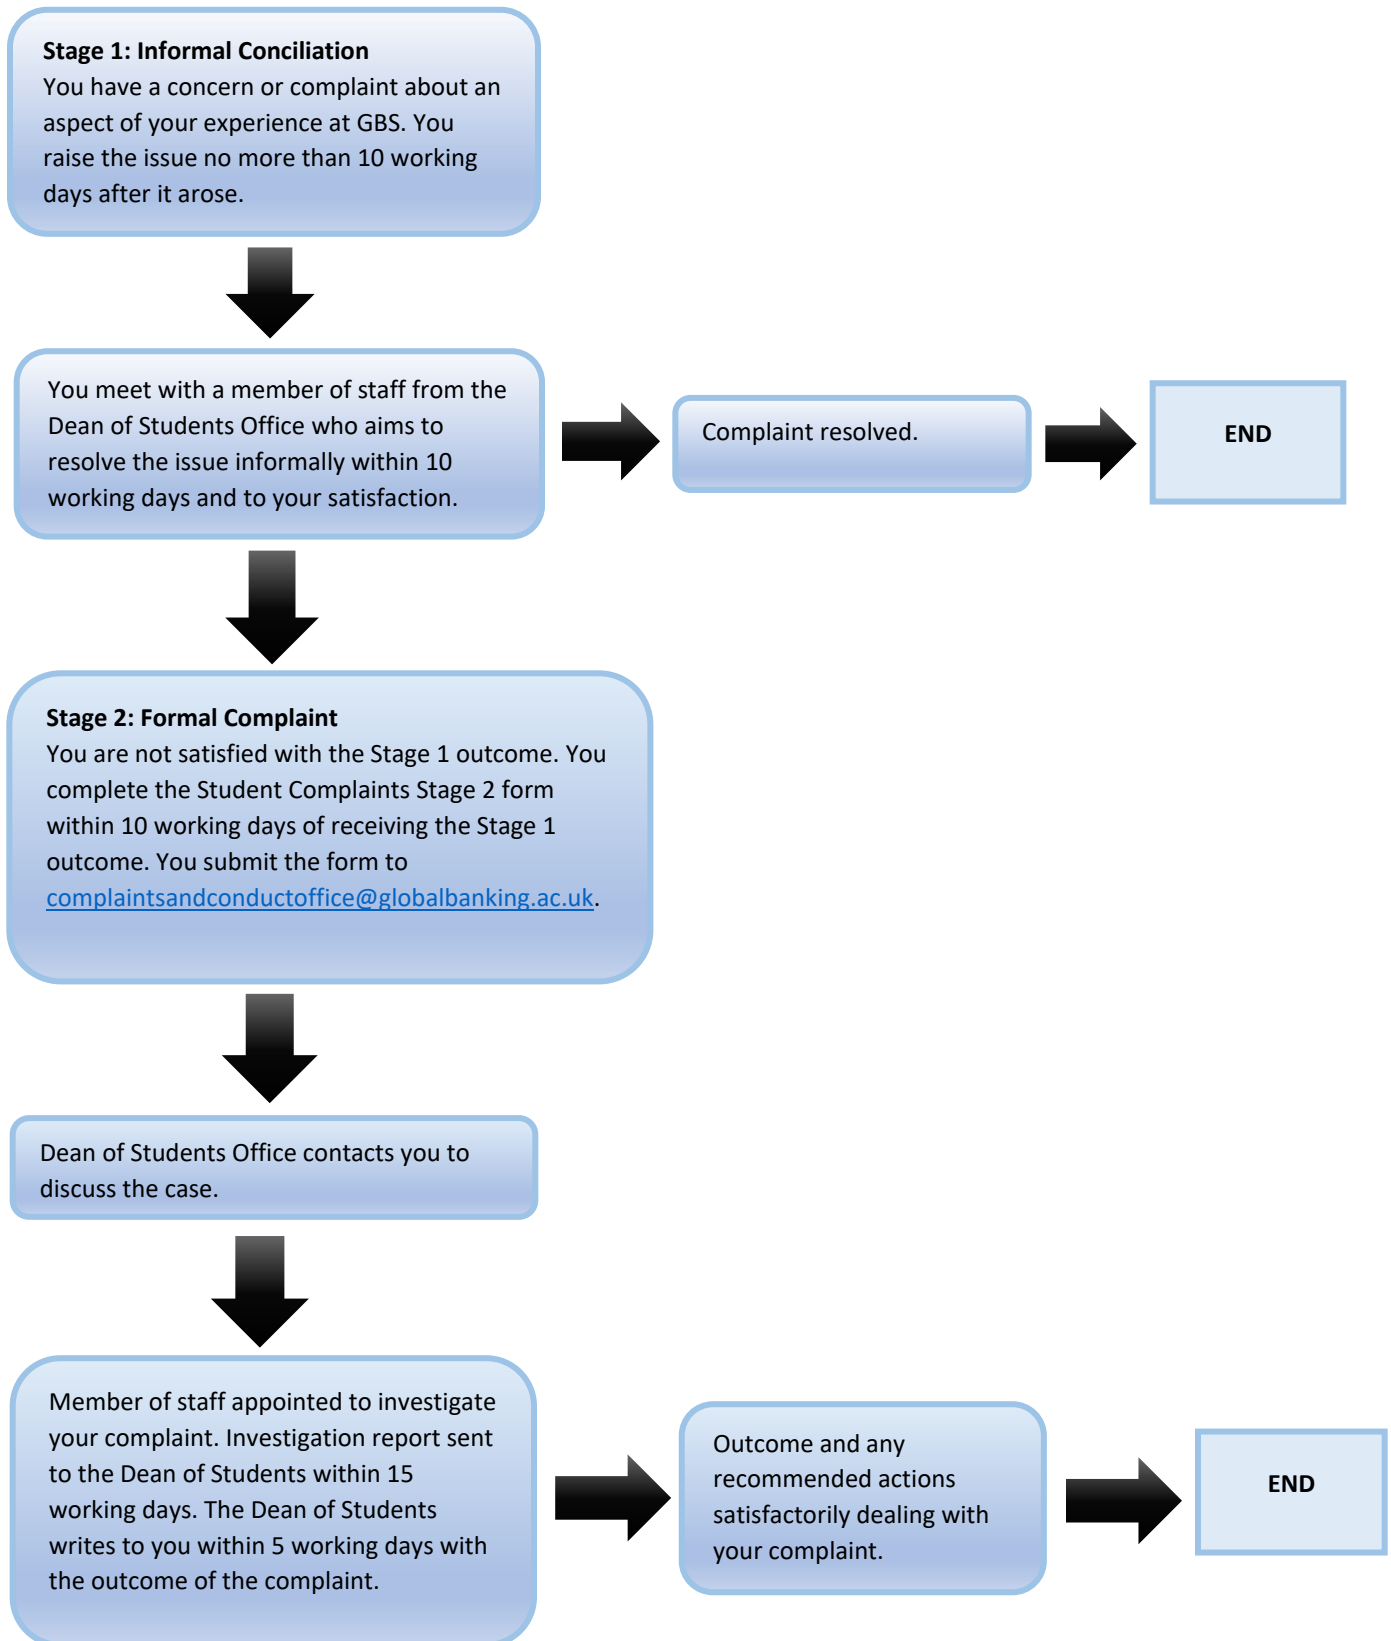 Stage 1: Informal Conciliation
You have a concern or complaint about an
aspect of your experience at GBS. You
raise the issue no more than 10 working
days after it arose.
You meet with a member of staff from the
Dean of Students Office who aims to
resolve the issue informally within 10
working days and to your satisfaction.
Complaint resolved.
END
Stage 2: Formal Complaint
You are not satisfied with the Stage 1 outcome. You
complete the Student Complaints Stage 2 form
within 10 working days of receiving the Stage 1
outcome. You submit the form to
complaintsandconductoffice@globalbanking.ac.uk.
Dean of Students Office contacts you to
discuss the case.
Member of staff appointed to investigate
your complaint. Investigation report sent
to the Dean of Students within 15
working days. The Dean of Students
writes to you within 5 working days with
the outcome of the complaint.
Outcome and any
recommended actions
satisfactorily dealing with
your complaint.
END